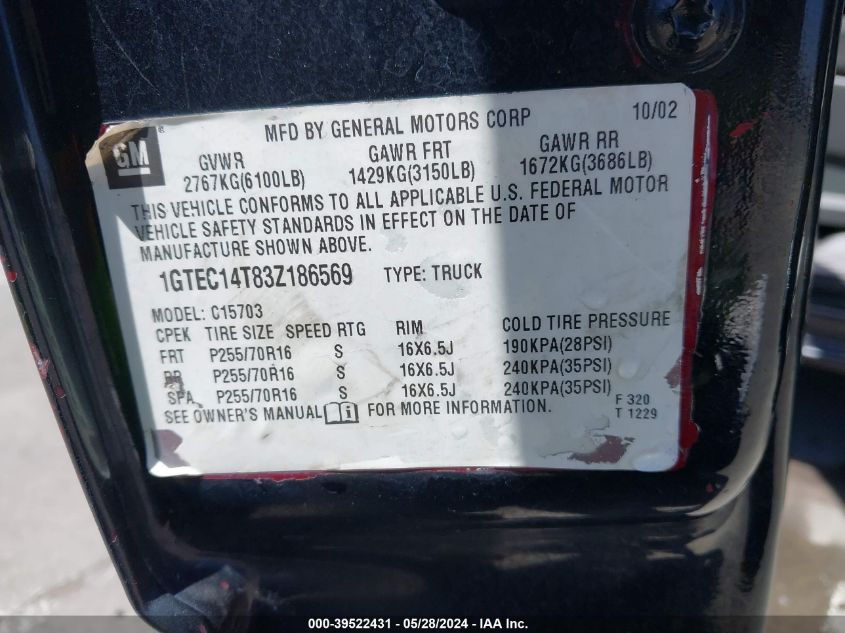 MFD BY GENERAL MOTORS CORP 10/02
GM
GVWR GAWR FRT GAWR RR
2767KG(6100LB) 1429KG(3150LB) 1672KG(3686LB)
THIS VEHICLE CONFORMS TO ALL APPLICABLE U.S. FEDERAL MOTOR
VEHICLE SAFETY STANDARDS IN EFFECT ON THE DATE OF
MANUFACTURE SHOWN ABOVE.
1GTEC14T83Z186569 TYPE: TRUCK
MODEL: C15703
CPEK TIRE SIZE SPEED RTG RIM COLD TIRE PRESSURE
FRT P255/70R16 S 16X6.5J 190KPA(28PSI)
RR P255/70R16 S 16X6.5J 240KPA(35PSI)
SPA P255/70R16 S 16X6.5J 240KPA(35PSI)
SEE OWNER'S MANUAL i FOR MORE INFORMATION.
F 320
T 1229
000-39522431 - 05/28/2024 - IAA Inc.